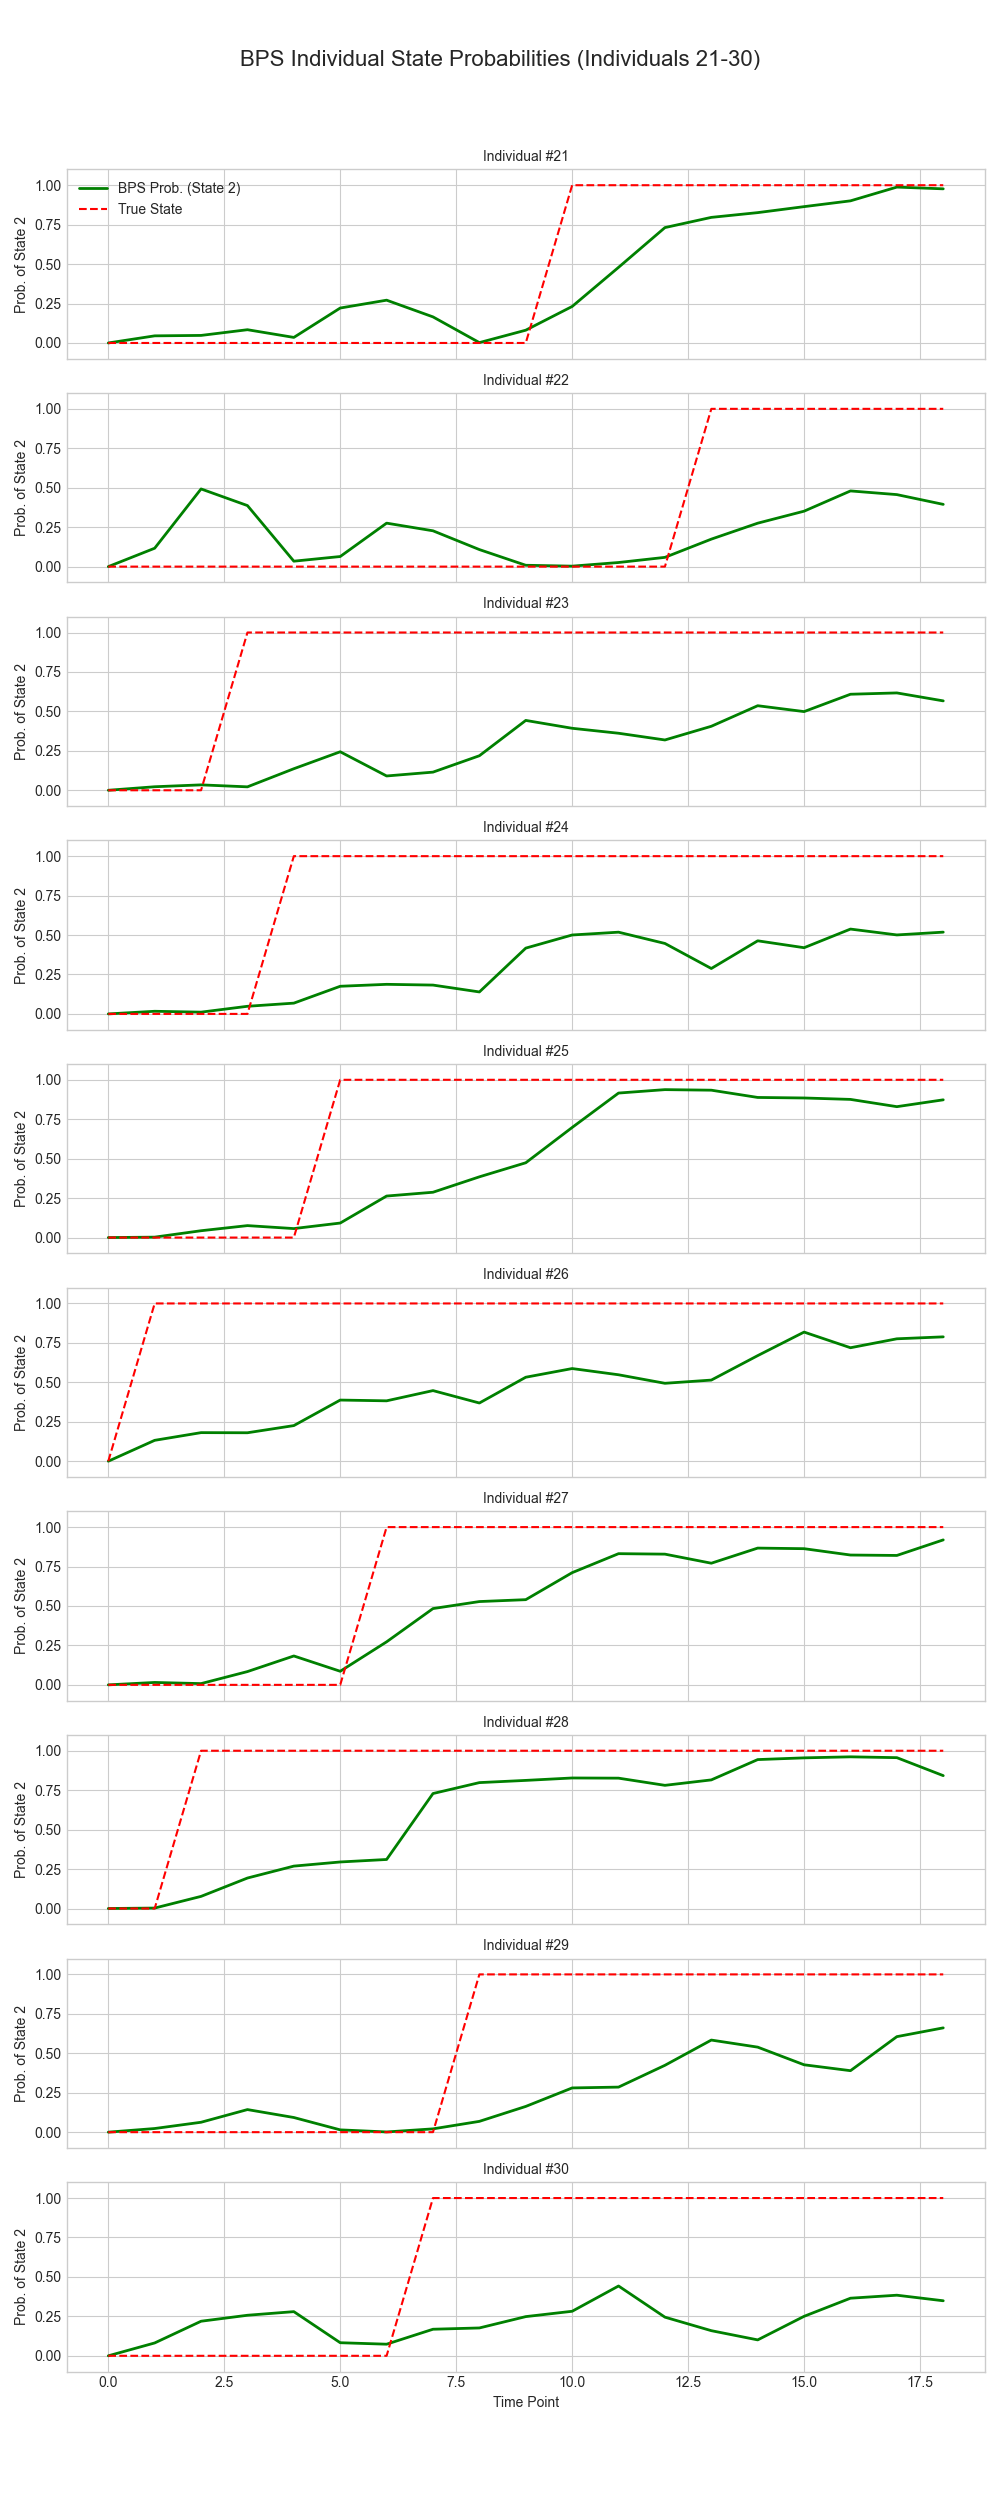 BPS Individual State Probabilities (Individuals 21-30)
Individual #21
BPS Prob. (State 2)
True State
1.00
0.75
0.50
0.25
0.00
Prob. of State 2
Individual #22
1.00
0.75
0.50
0.25
0.00
Prob. of State 2
Individual #23
1.00
0.75
0.50
0.25
0.00
Prob. of State 2
Individual #24
1.00
0.75
0.50
0.25
0.00
Prob. of State 2
Individual #25
1.00
0.75
0.50
0.25
0.00
Prob. of State 2
Individual #26
1.00
0.75
0.50
0.25
0.00
Prob. of State 2
Individual #27
1.00
0.75
0.50
0.25
0.00
Prob. of State 2
Individual #28
1.00
0.75
0.50
0.25
0.00
Prob. of State 2
Individual #29
1.00
0.75
0.50
0.25
0.00
Prob. of State 2
Individual #30
1.00
0.75
0.50
0.25
0.00
Prob. of State 2
0.0 2.5 5.0 7.5 10.0 12.5 15.0 17.5
Time Point